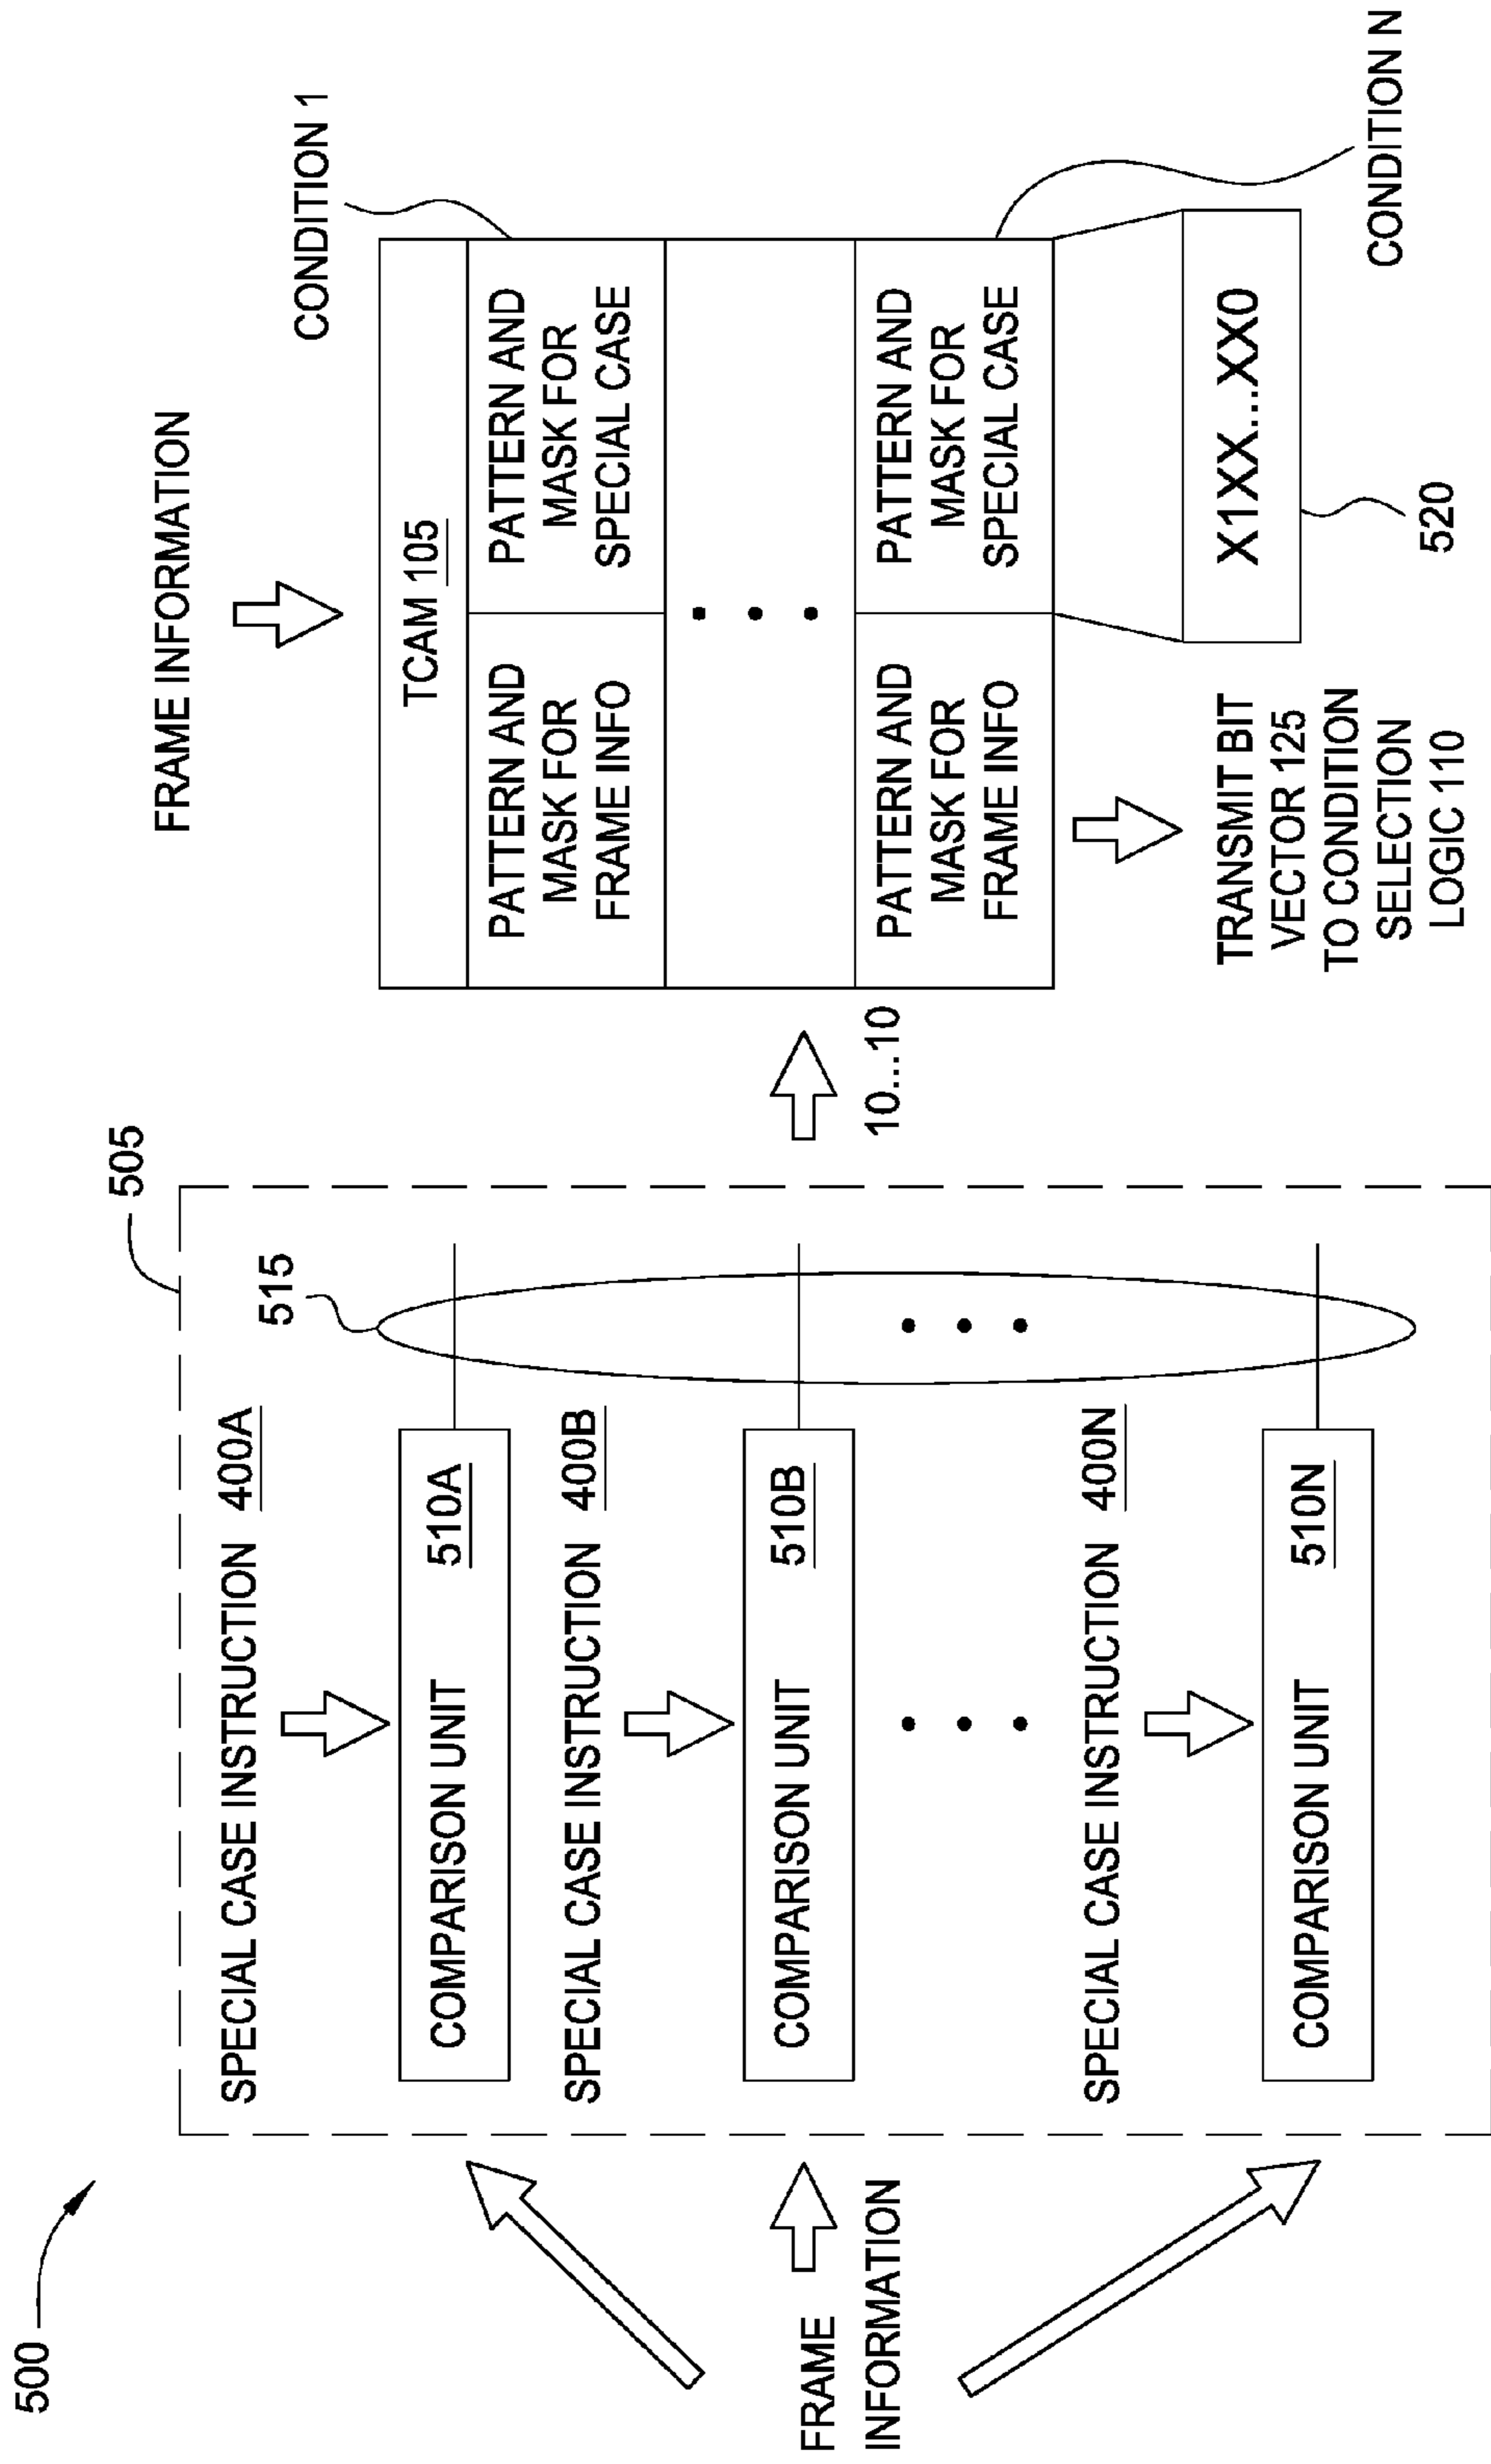 500
505
515
FRAME
INFORMATION
SPECIAL CASE INSTRUCTION 400A
COMPARISON UNIT 510A
SPECIAL CASE INSTRUCTION 400B
COMPARISON UNIT 510B
SPECIAL CASE INSTRUCTION 400N
COMPARISON UNIT 510N
10...10
FRAME INFORMATION
CONDITION 1
TCAM 105
PATTERN AND
MASK FOR
FRAME INFO
PATTERN AND
MASK FOR
SPECIAL CASE
PATTERN AND
MASK FOR
FRAME INFO
PATTERN AND
MASK FOR
SPECIAL CASE
TRANSMIT BIT
VECTOR 125
TO CONDITION
SELECTION
LOGIC 110
X1XX...XX0
520
CONDITION N